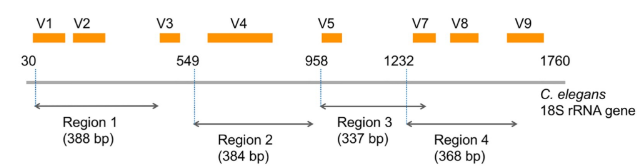 V1 V2 V3 V4 V5 V7 V8 V9
30 549 958 1232 1760
C. elegans
18S rRNA gene
Region 1
(388 bp)
Region 2
(384 bp)
Region 3
(337 bp)
Region 4
(368 bp)